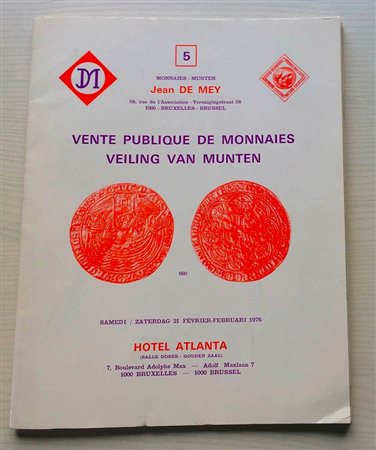 DM
5
MONNAIES - MUNTEN
Jean DE MEY
58, rue de l'Association - Verenigingstraat 58
1000 - BRUXELLES - BRUSSEL
VENTE PUBLIQUE DE MONNAIES
VEILING VAN MUNTEN
660
SAMEDI / ZATERDAG 21 FÉVRIER-FEBRUARI 1976
HOTEL ATLANTA
(SALLE DORÉE - GOUDEN ZAAL)
7, Boulevard Adolphe Max — Adolf Maxlaan 7
1000 BRUXELLES — 1000 BRUSSEL